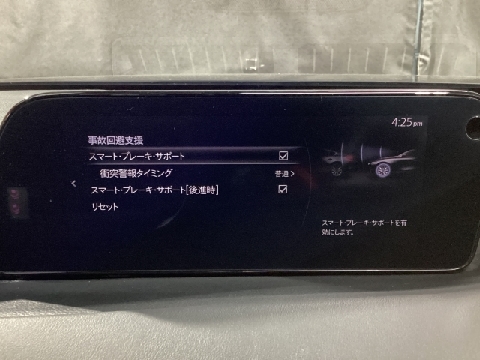 4:25pm
事故回避支援
スマート・ブレーキ・サポート
衝突警報タイミング 普通
スマート・ブレーキ・サポート[後進時]
リセット
スマート・ブレーキ・サポートを有
効にします。